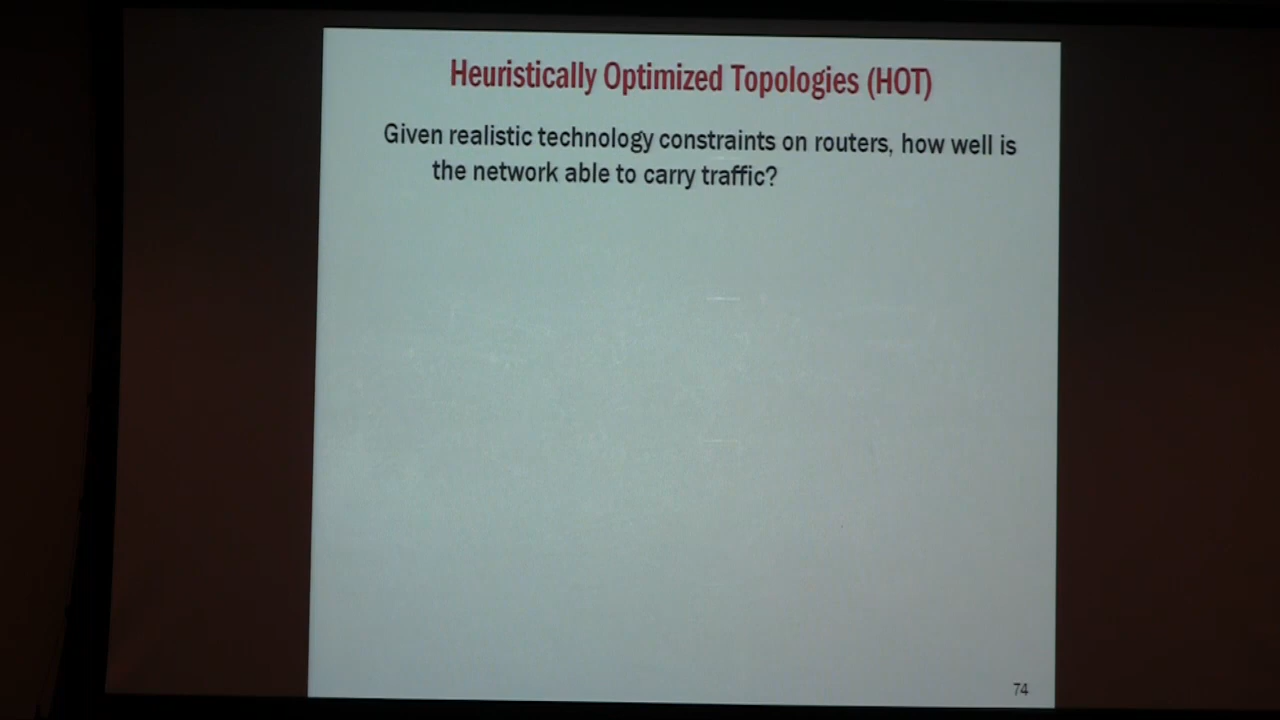 Heuristically Optimized Topologies (HOT)
Given realistic technology constraints on routers, how well is
the network able to carry traffic?
74